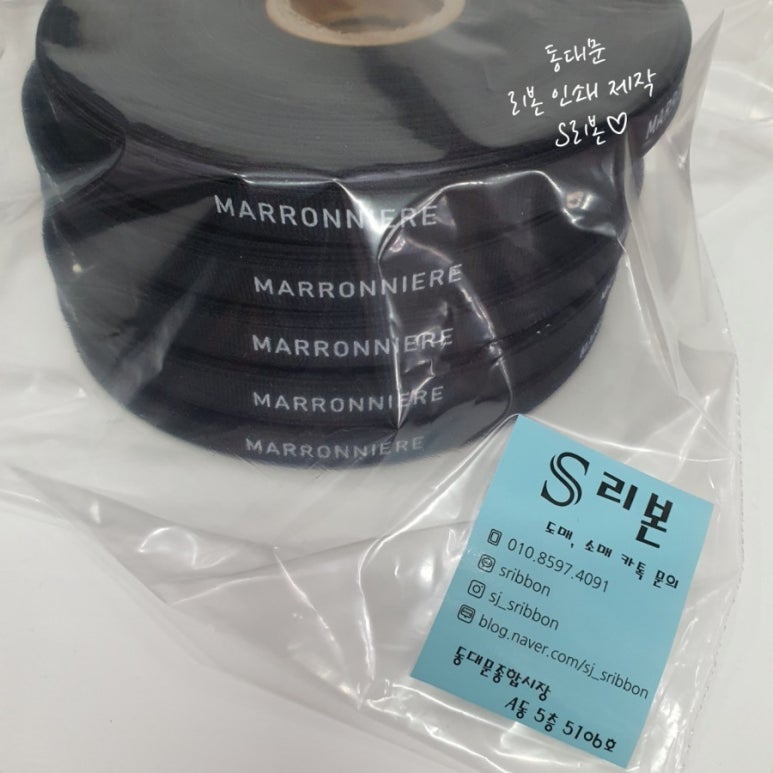 동대문
리본 인쇄 제작
S리본♡
MARRONNIERE
MARRONNIERE
MARRONNIERE
MARRONNIERE
MARRONNIERE
S리본
도매, 소매 카톡 문의
010.8597.4091
sribbon
sj_sribbon
blog.naver.com/sj_sribbon
동대문종합시장
A동 5층 5106호